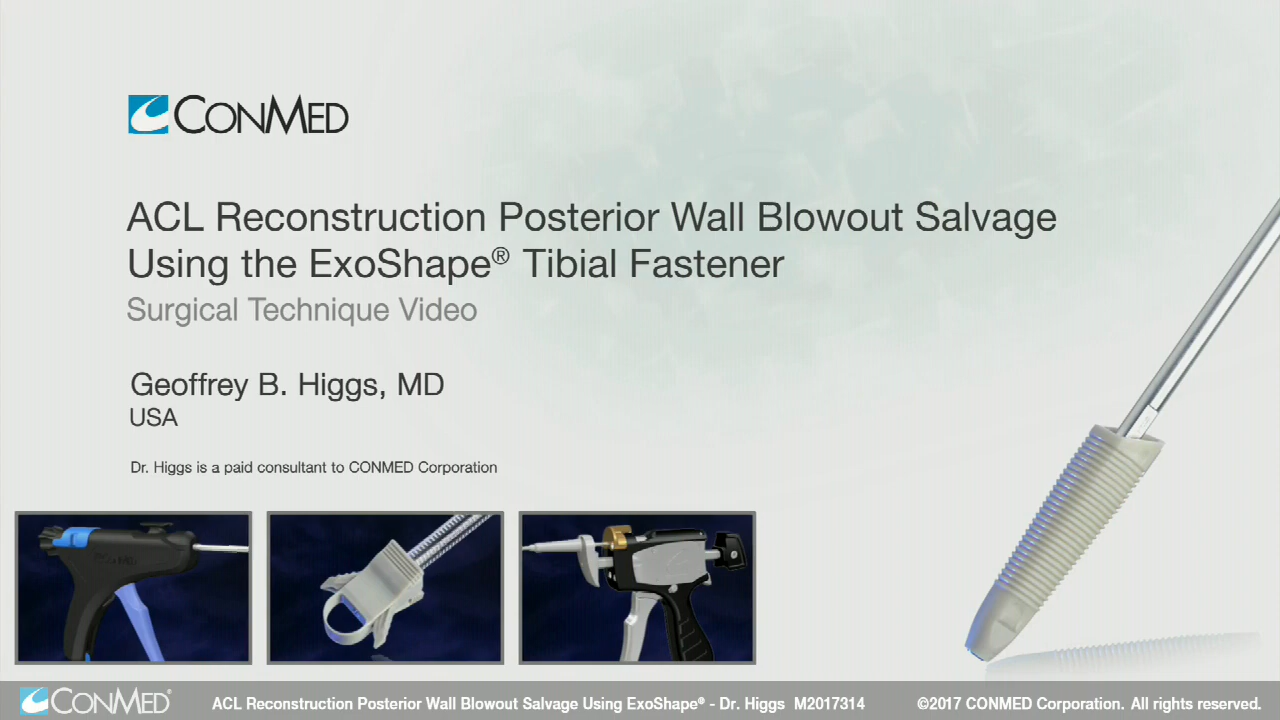 CONMED
ACL Reconstruction Posterior Wall Blowout Salvage
Using the ExoShape® Tibial Fastener
Surgical Technique Video
Geoffrey B. Higgs, MD
USA
Dr. Higgs is a paid consultant to CONMED Corporation
CONMED® ACL Reconstruction Posterior Wall Blowout Salvage Using ExoShape® - Dr. Higgs M2017314 ©2017 CONMED Corporation. All rights reserved.